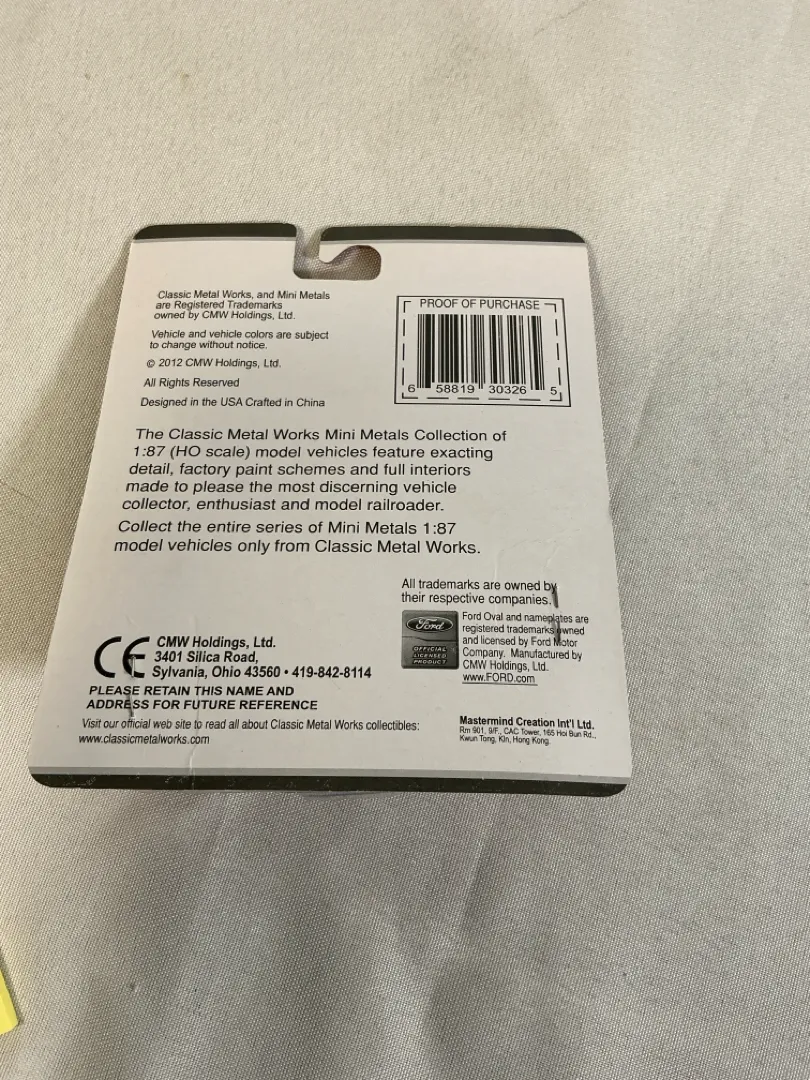 Classic Metal Works, and Mini Metals
are Registered Trademarks
owned by CMW Holdings, Ltd.
Vehicle and vehicle colors are subject
to change without notice.
© 2012 CMW Holdings, Ltd.
All Rights Reserved
Designed in the USA Crafted in China
PROOF OF PURCHASE
6 58819 30326 5
The Classic Metal Works Mini Metals Collection of
1:87 (HO scale) model vehicles feature exacting
detail, factory paint schemes and full interiors
made to please the most discerning vehicle
collector, enthusiast and model railroader.
Collect the entire series of Mini Metals 1:87
model vehicles only from Classic Metal Works.
All trademarks are owned by
their respective companies.
Ford
OFFICIAL
LICENSED
PRODUCT
Ford Oval and nameplates are
registered trademarks owned
and licensed by Ford Motor
Company. Manufactured by
CMW Holdings, Ltd.
www.FORD.com
CE
CMW Holdings, Ltd.
3401 Silica Road,
Sylvania, Ohio 43560 • 419-842-8114
PLEASE RETAIN THIS NAME AND
ADDRESS FOR FUTURE REFERENCE
Visit our official web site to read all about Classic Metal Works collectibles:
www.classicmetalworks.com
Mastermind Creation Int'l Ltd.
Rm 901, 9/F., CAC Tower, 165 Hoi Bun Rd.,
Kwun Tong, Kln, Hong Kong.